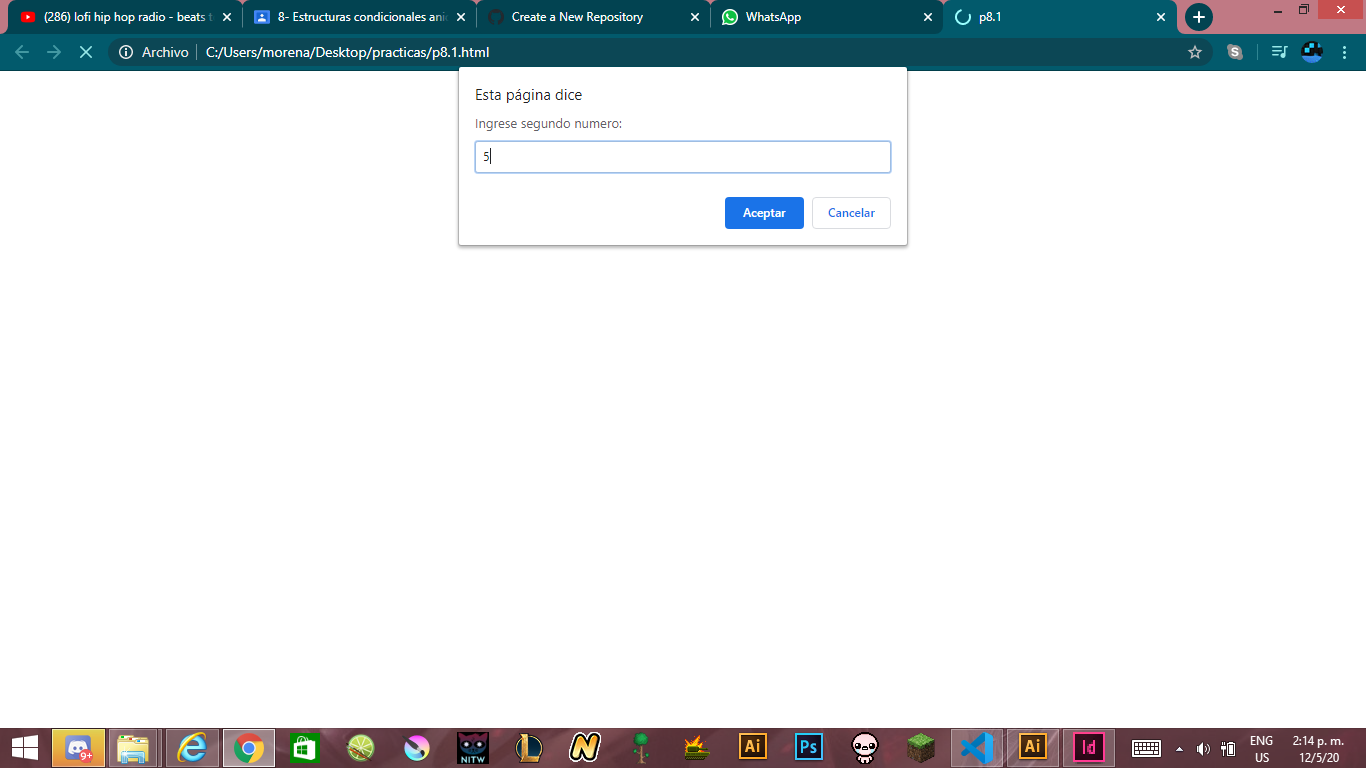 (286) lofi hip hop radio - beats t
8- Estructuras condicionales ani
Create a New Repository
WhatsApp
p8.1
Archivo
C:/Users/morena/Desktop/practicas/p8.1.html
Esta página dice
Ingrese segundo numero:
5
Aceptar
Cancelar
9+
NITW
N
Ai
Ps
Ai
Id
ENG
US
2:14 p. m.
12/5/20